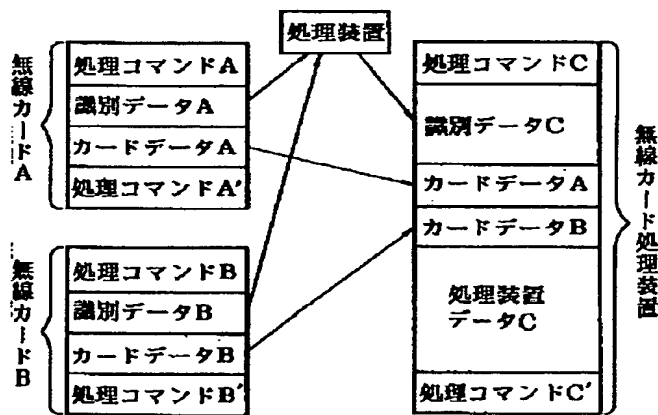 処理装置
無線カードA
処理コマンドA
識別データA
カードデータA
処理コマンドA'
無線カードB
処理コマンドB
識別データB
カードデータB
処理コマンドB'
処理コマンドC
識別データC
カードデータA
カードデータB
処理装置
データC
処理コマンドC'
無線カード処理装置